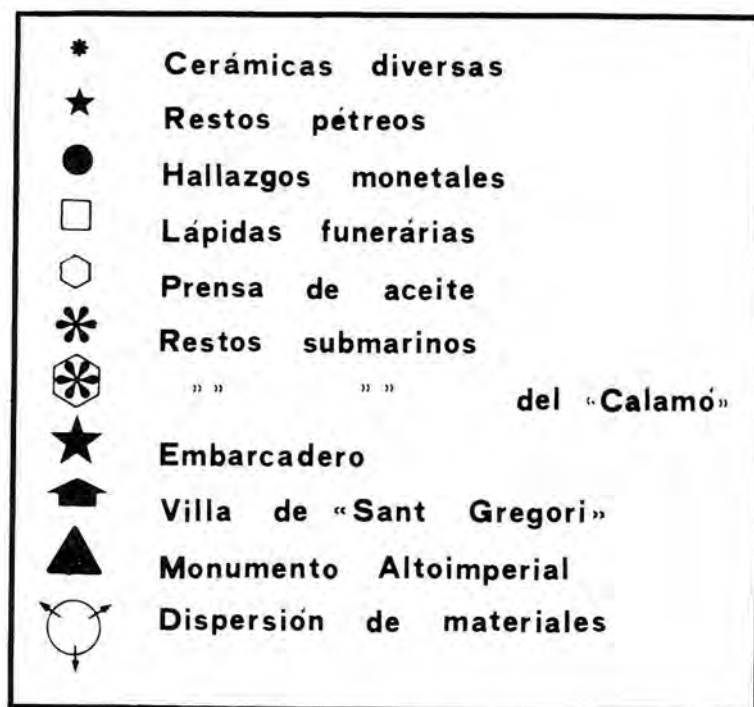 Cerámicas diversas
Restos pétreos
Hallazgos monetales
Lápidas funerárias
Prensa de aceite
Restos submarinos
» » » » del «Calamó»
Embarcadero
Villa de «Sant Gregori»
Monumento Altoimperial
Dispersión de materiales